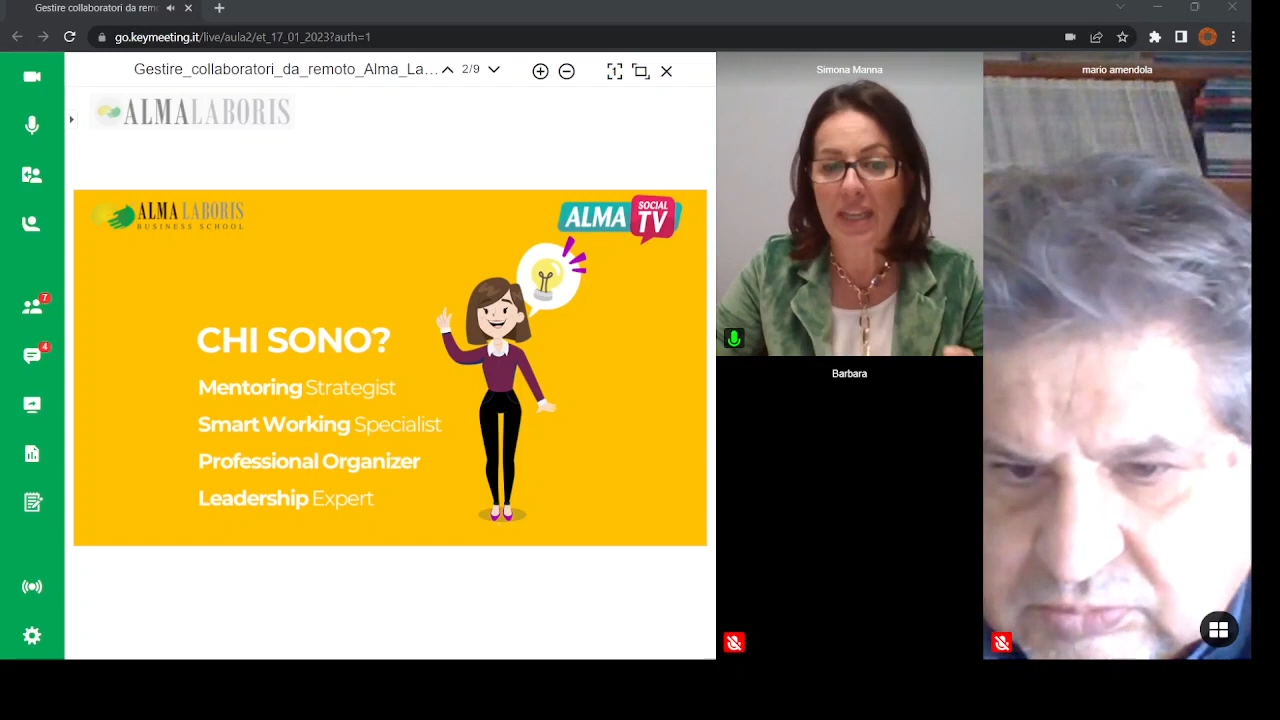 Gestire collaboratori da rem
go.keymeeting.it/live/aula2/et_17_01_2023?auth=1
Gestire_collaboratori_da_remoto_Alma_La... 2/9
ALMALABORIS
ALMA LABORIS
BUSINESS SCHOOL
ALMA SOCIAL TV
CHI SONO?
Mentoring Strategist
Smart Working Specialist
Professional Organizer
Leadership Expert
7
4
1
Simona Manna
mario amendola
Barbara